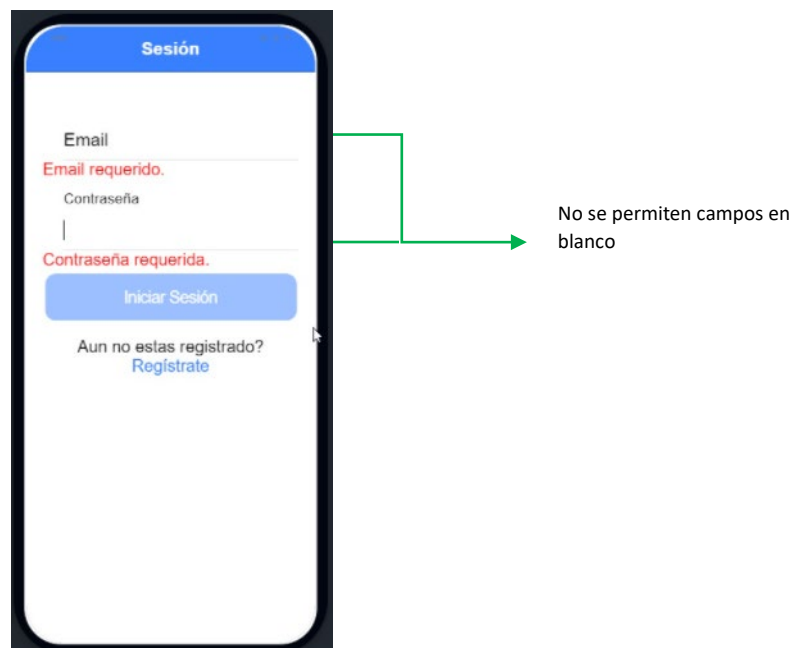 Sesión
Email
Email requerido.
Contraseña
Contraseña requerida.
Iniciar Sesión
Aun no estas registrado?
Regístrate
No se permiten campos en
blanco